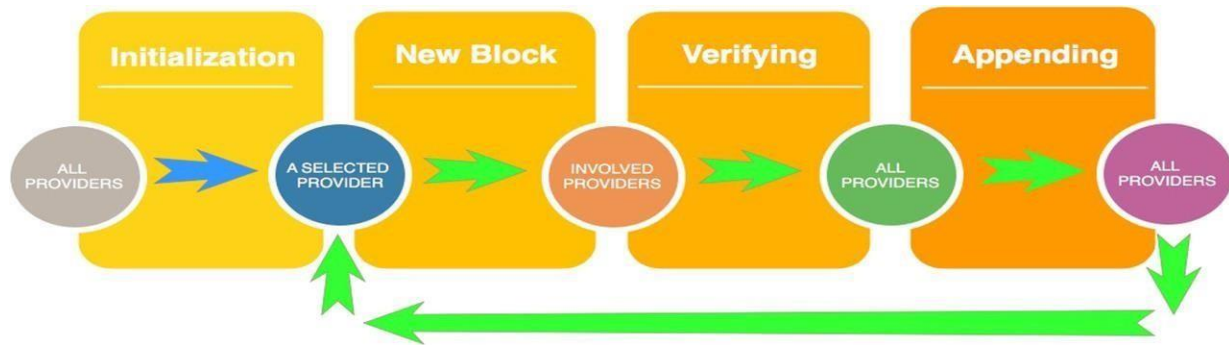 Initialization
New Block
Verifying
Appending
ALL
PROVIDERS
A SELECTED
PROVIDER
INVOLVED
PROVIDERS
ALL
PROVIDERS
ALL
PROVIDERS